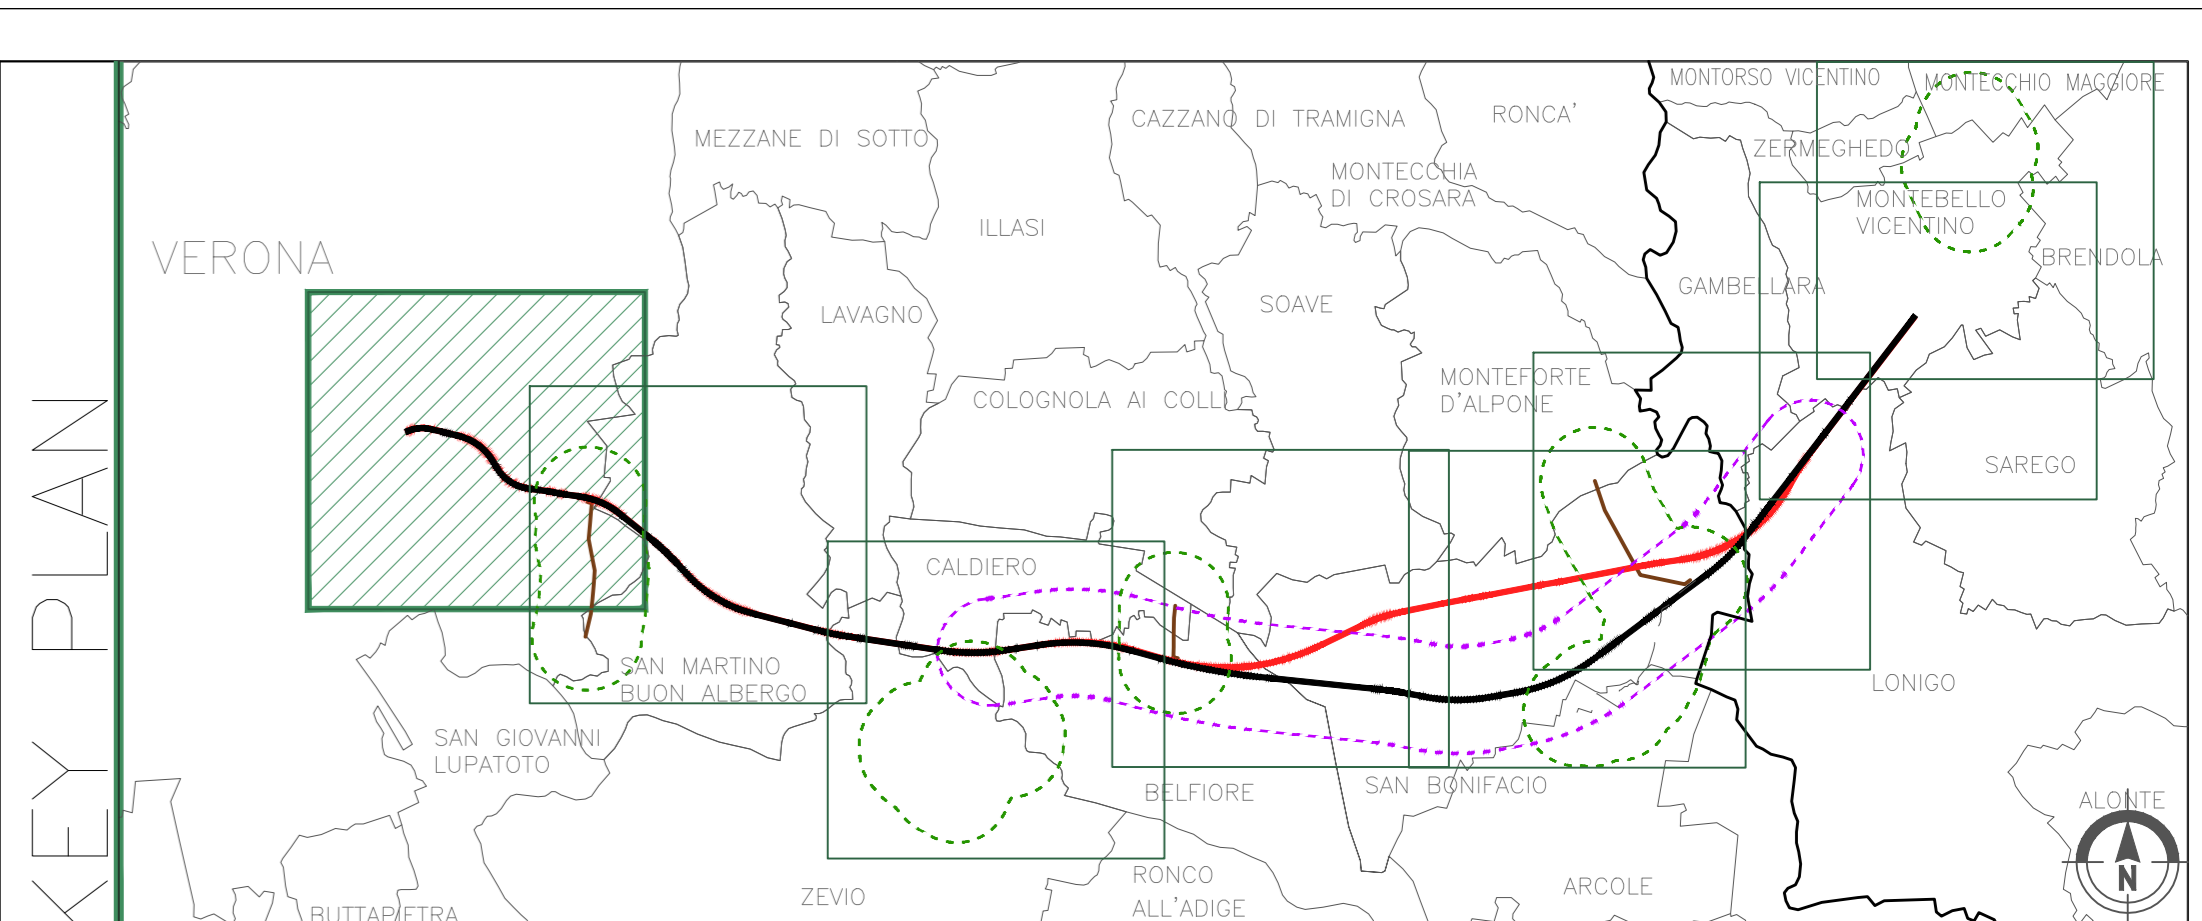 KEY PLAN
MONTORSO VICENTINO
MONTECCHIO MAGGIORE
MEZZANE DI SOTTO
CAZZANO DI TRAMIGNA
RONCA'
ZERMEGHEDO
MONTECCHIA
DI CROSARA
MONTEBELLO
VICENTINO
ILLASI
VERONA
BRENDOLA
GAMBELLARA
LAVAGNO
SOAVE
MONTEFORTE
D'ALPONE
COLOGNOLA AI COLLI
SAREGO
CALDIERO
SAN MARTINO
BUON ALBERGO
LONIGO
SAN GIOVANNI
LUPATOTO
BELFIORE
SAN BONIFACIO
ALONTE
RONCO
ALL'ADIGE
ARCOLE
ZEVIO
BUTTAPIETRA
N